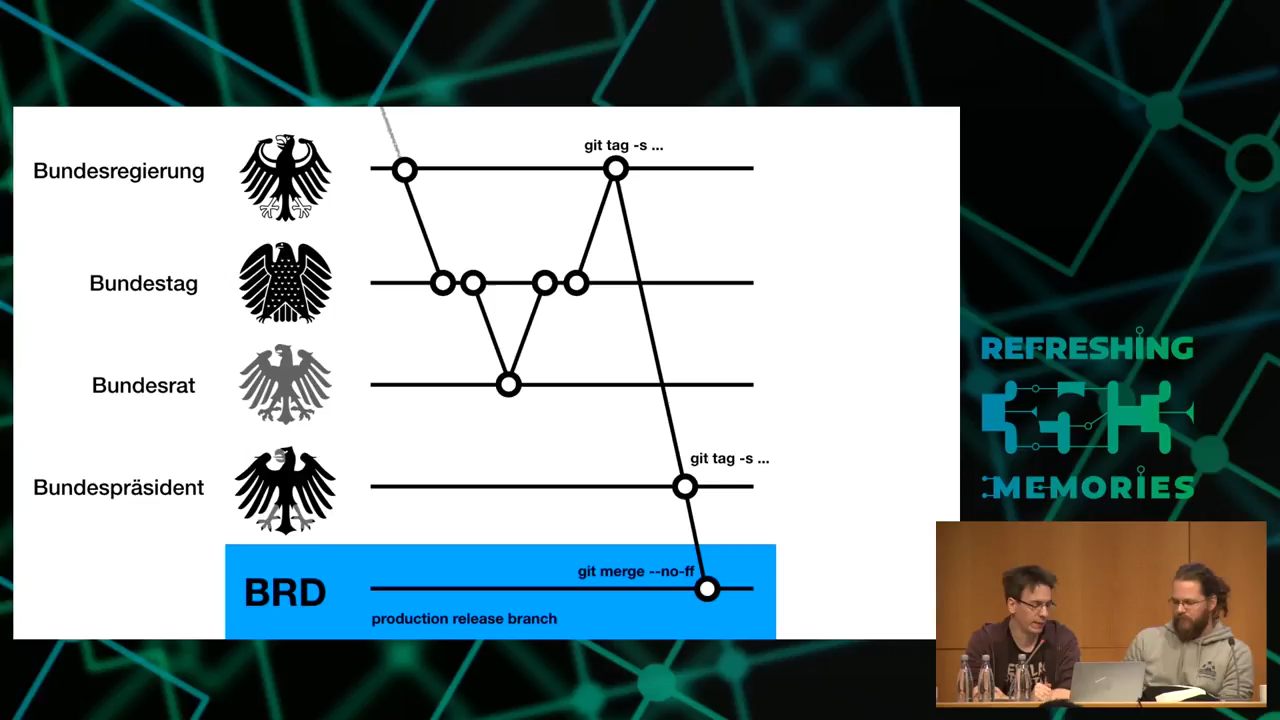 git tag -s ...
Bundesregierung
Bundestag
Bundesrat
Bundespräsident
git tag -s ...
BRD
git merge --no-ff
production release branch
REFRESHING
MEMORIES